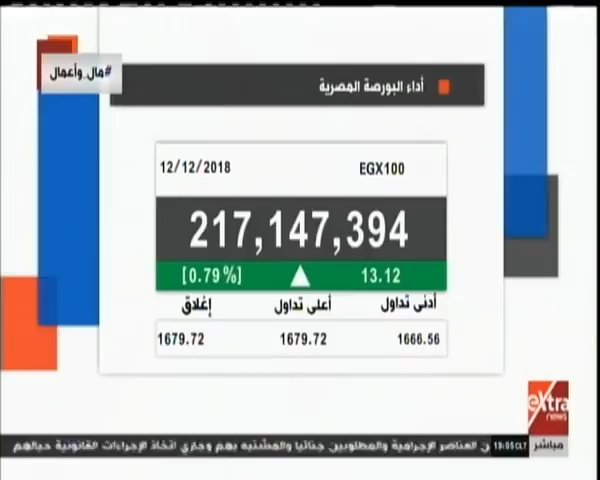 #مال_وأعمال
أداء البورصة المصرية
EGX100 12/12/2018
217,147,394
13.12 [0.79%]
أدنى تداول أعلى تداول إغلاق
1666.56 1679.72 1679.72
eXtra
news
مباشر 19:05CLT
ن العناصر الإجرامية والمطلوبين جنائيا والمشتبه بهم وجاري اتخاذ الإجراءات القانونية حيالهم